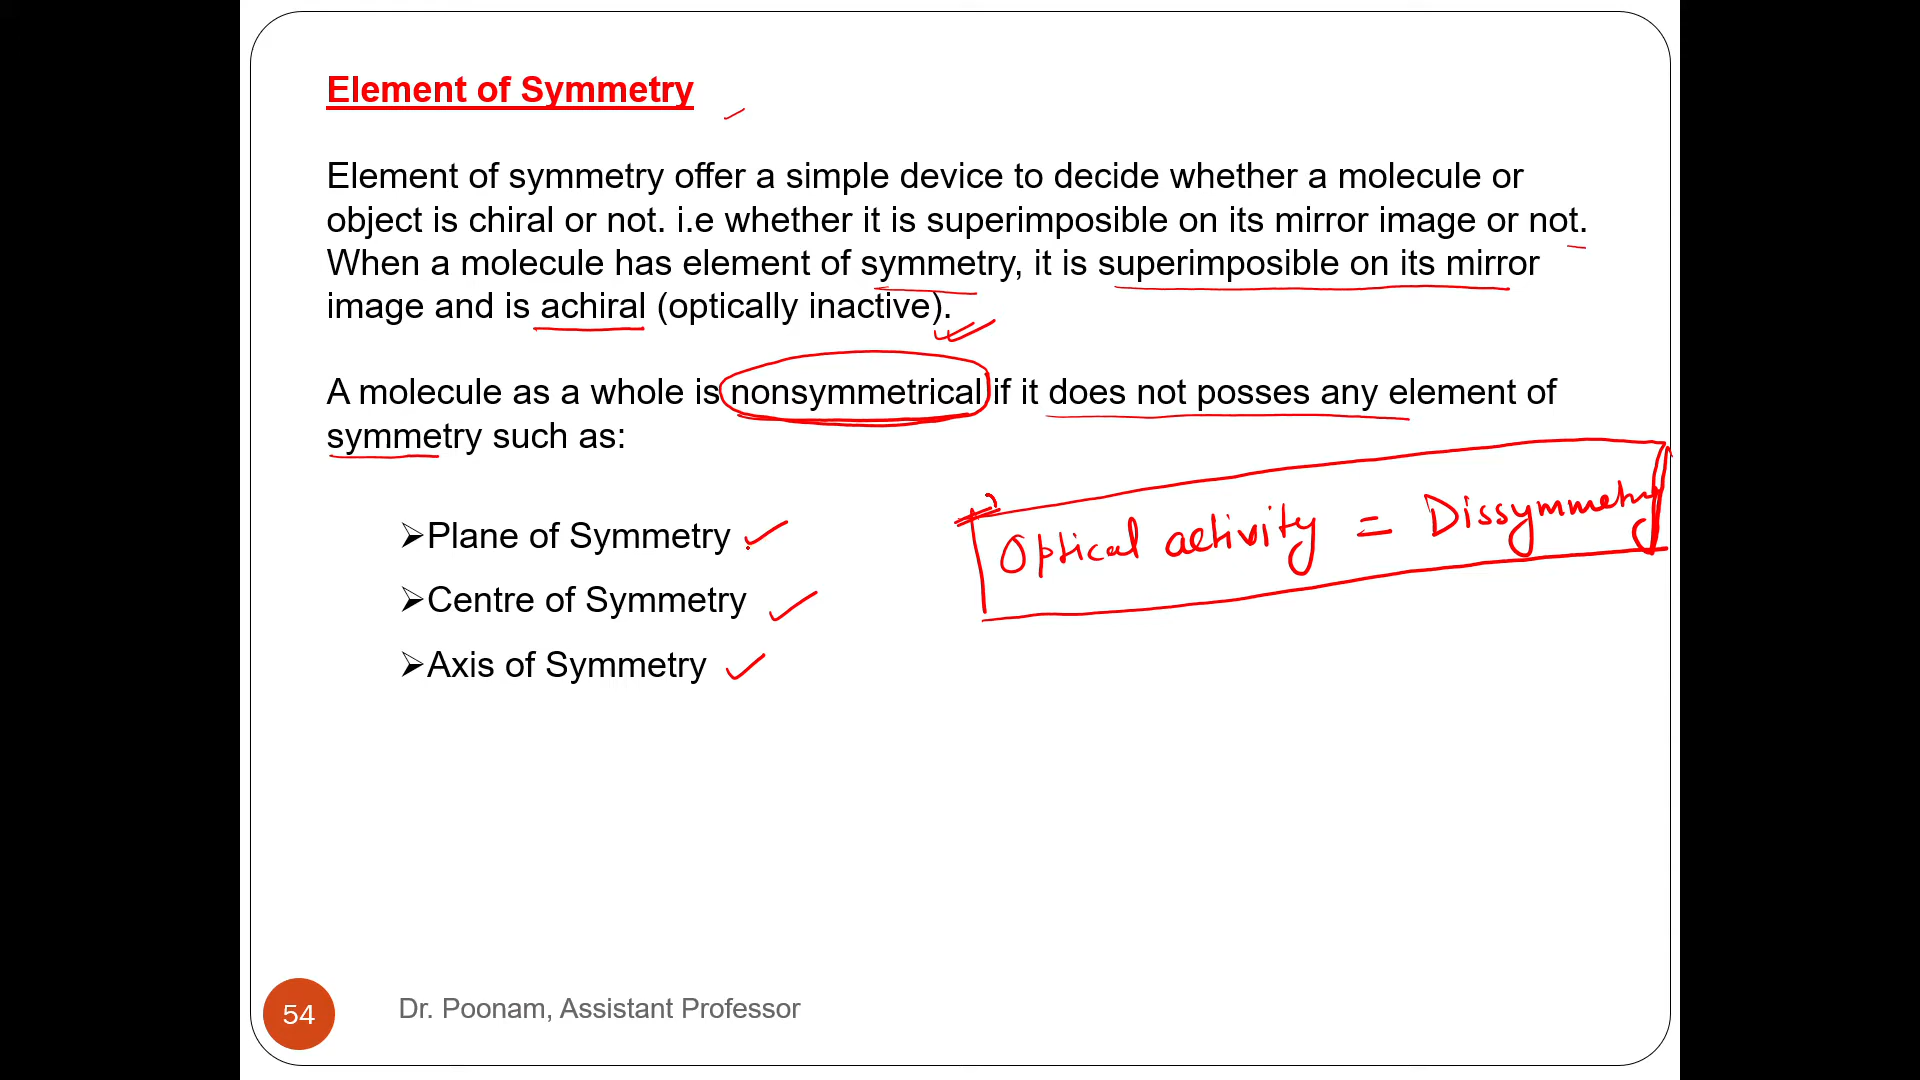 Element of Symmetry
Element of symmetry offer a simple device to decide whether a molecule or
object is chiral or not. i.e whether it is superimposible on its mirror image or not.
When a molecule has element of symmetry, it is superimposible on its mirror
image and is achiral (optically inactive).
A molecule as a whole is nonsymmetrical if it does not posses any element of
symmetry such as:
➢Plane of Symmetry
➢Centre of Symmetry
➢Axis of Symmetry
Optical activity = Dissymmetry
54
Dr. Poonam, Assistant Professor